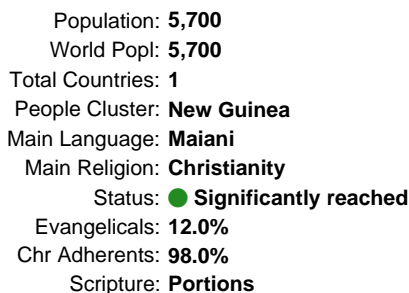 Population: 5,700
World Popl: 5,700
Total Countries: 1
People Cluster: New Guinea
Main Language: Maiani
Main Religion: Christianity
Status: Significantly reached
Evangelicals: 12.0%
Chr Adherents: 98.0%
Scripture: Portions